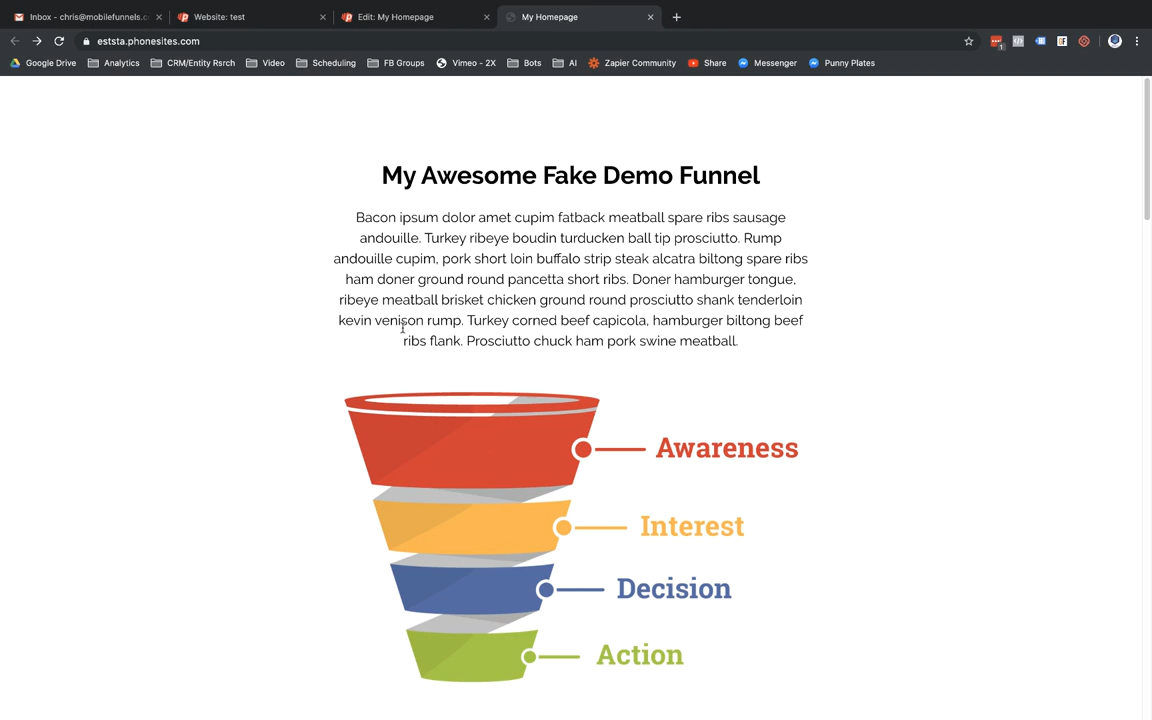 Inbox - chris@mobilefunnels.c
Website: test
Edit: My Homepage
My Homepage
eststa.phonesites.com
1
Google Drive
Analytics
CRM/Entity Rsrch
Video
Scheduling
FB Groups
Vimeo - 2X
Bots
AI
Zapier Community
Share
Messenger
Punny Plates
My Awesome Fake Demo Funnel
Bacon ipsum dolor amet cupim fatback meatball spare ribs sausage
andouille. Turkey ribeye boudin turducken ball tip prosciutto. Rump
andouille cupim, pork short loin buffalo strip steak alcatra biltong spare ribs
ham doner ground round pancetta short ribs. Doner hamburger tongue,
ribeye meatball brisket chicken ground round prosciutto shank tenderloin
kevin venison rump. Turkey corned beef capicola, hamburger biltong beef
ribs flank. Prosciutto chuck ham pork swine meatball.
Awareness
Interest
Decision
Action